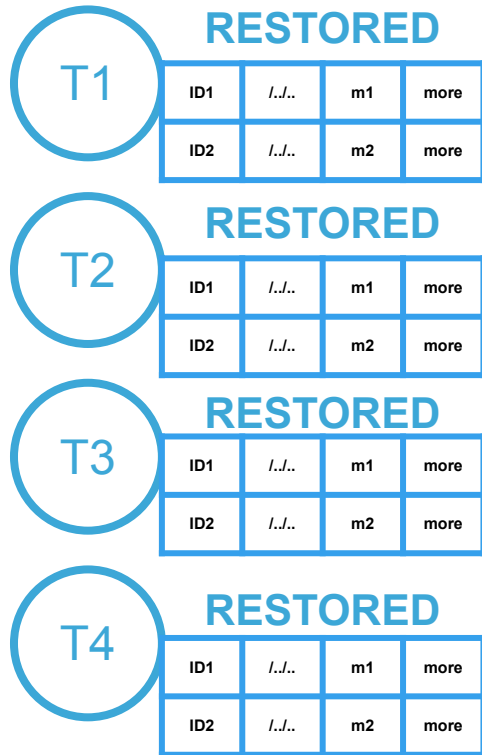 RESTORED
T1
ID1 /../.. m1 more
ID2 /../.. m2 more
RESTORED
T2
ID1 /../.. m1 more
ID2 /../.. m2 more
RESTORED
T3
ID1 /../.. m1 more
ID2 /../.. m2 more
RESTORED
T4
ID1 /../.. m1 more
ID2 /../.. m2 more